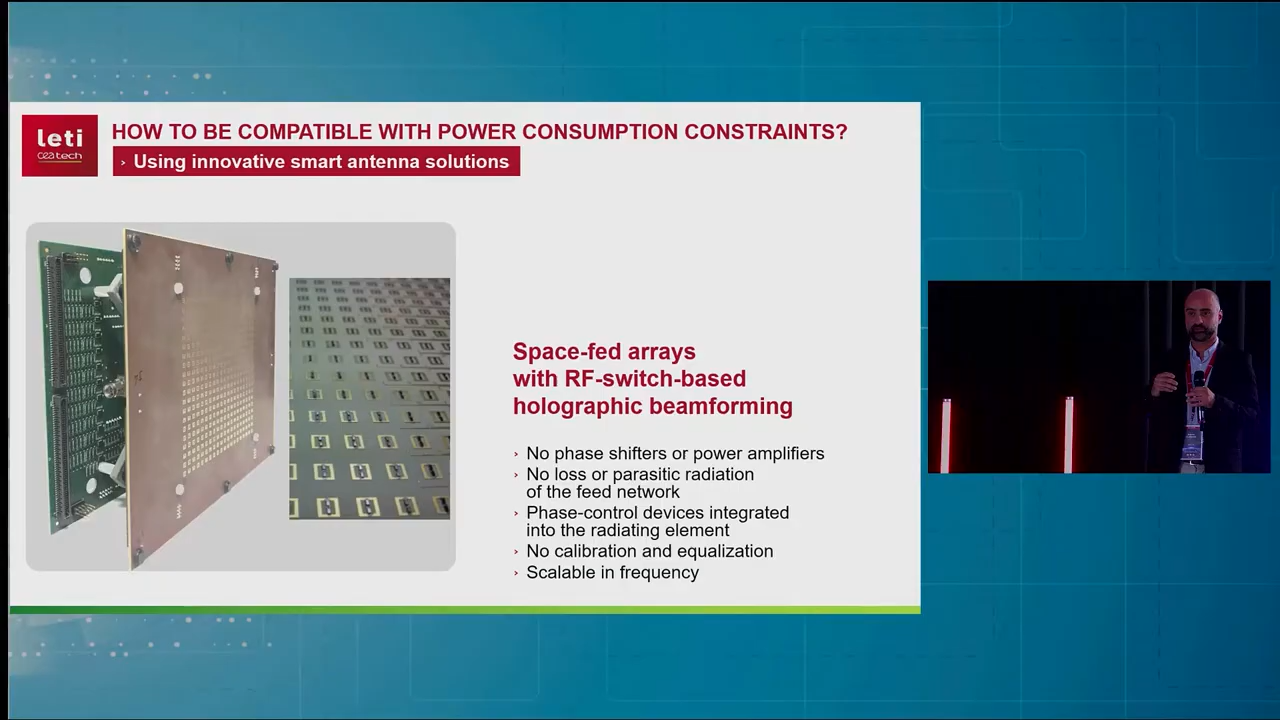 leti
ceatech
HOW TO BE COMPATIBLE WITH POWER CONSUMPTION CONSTRAINTS?
› Using innovative smart antenna solutions
Space-fed arrays
with RF-switch-based
holographic beamforming
› No phase shifters or power amplifiers
› No loss or parasitic radiation
of the feed network
› Phase-control devices integrated
into the radiating element
› No calibration and equalization
› Scalable in frequency